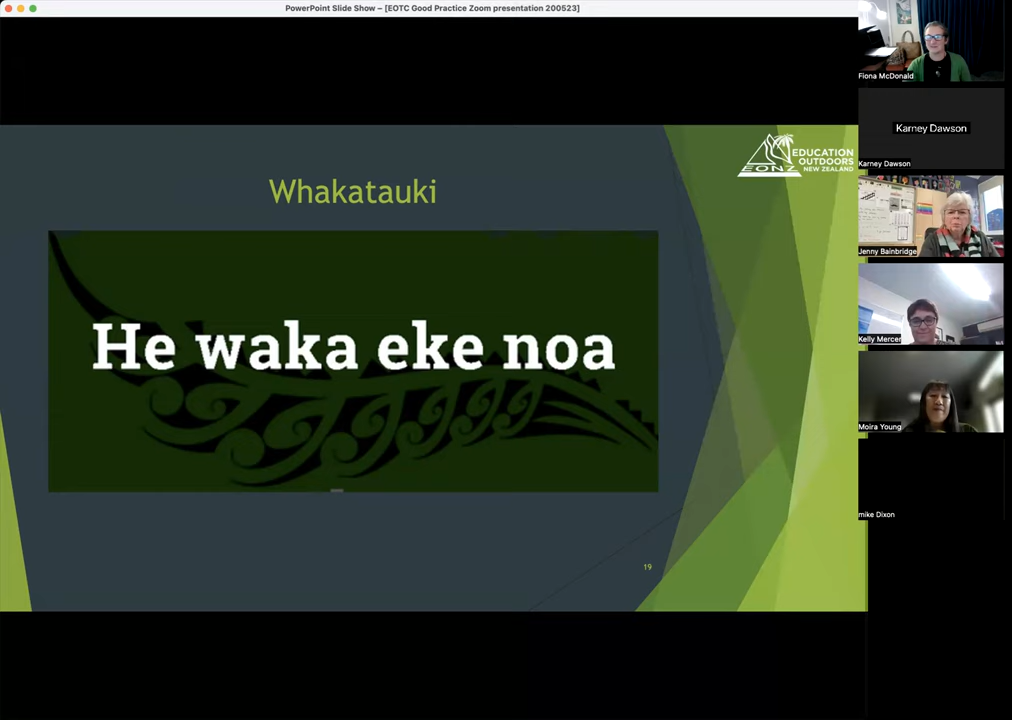 PowerPoint Slide Show – [EOTC Good Practice Zoom presentation 200523]
EONZ
EDUCATION
OUTDOORS
NEW ZEALAND
Whakatauki
He waka eke noa
19
Fiona McDonald
Karney Dawson
Karney Dawson
Jenny Bainbridge
Kelly Mercer
Moira Young
mike Dixon